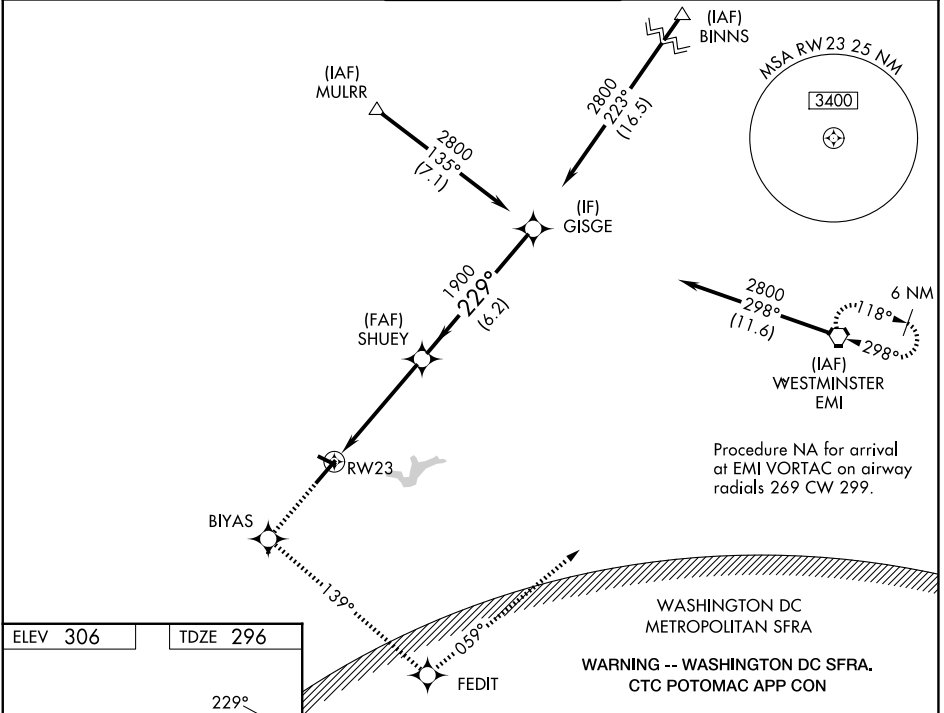 (IAF)
BINNS
MSA RW23 25 NM
3400
(IAF)
MULRR
2800
223°
(16.5)
2800
135°
(7.1)
(IF)
GISGE
1900
229°
(6.2)
(FAF)
SHUEY
2800
298°
(11.6)
6 NM
118°
298°
(IAF)
WESTMINSTER
EMI
Procedure NA for arrival
at EMI VORTAC on airway
radials 269 CW 299.
RW23
BIYAS
139°
059°
FEDIT
WASHINGTON DC
METROPOLITAN SFRA
WARNING -- WASHINGTON DC SFRA.
CTC POTOMAC APP CON
ELEV 306
TDZE 296
229°